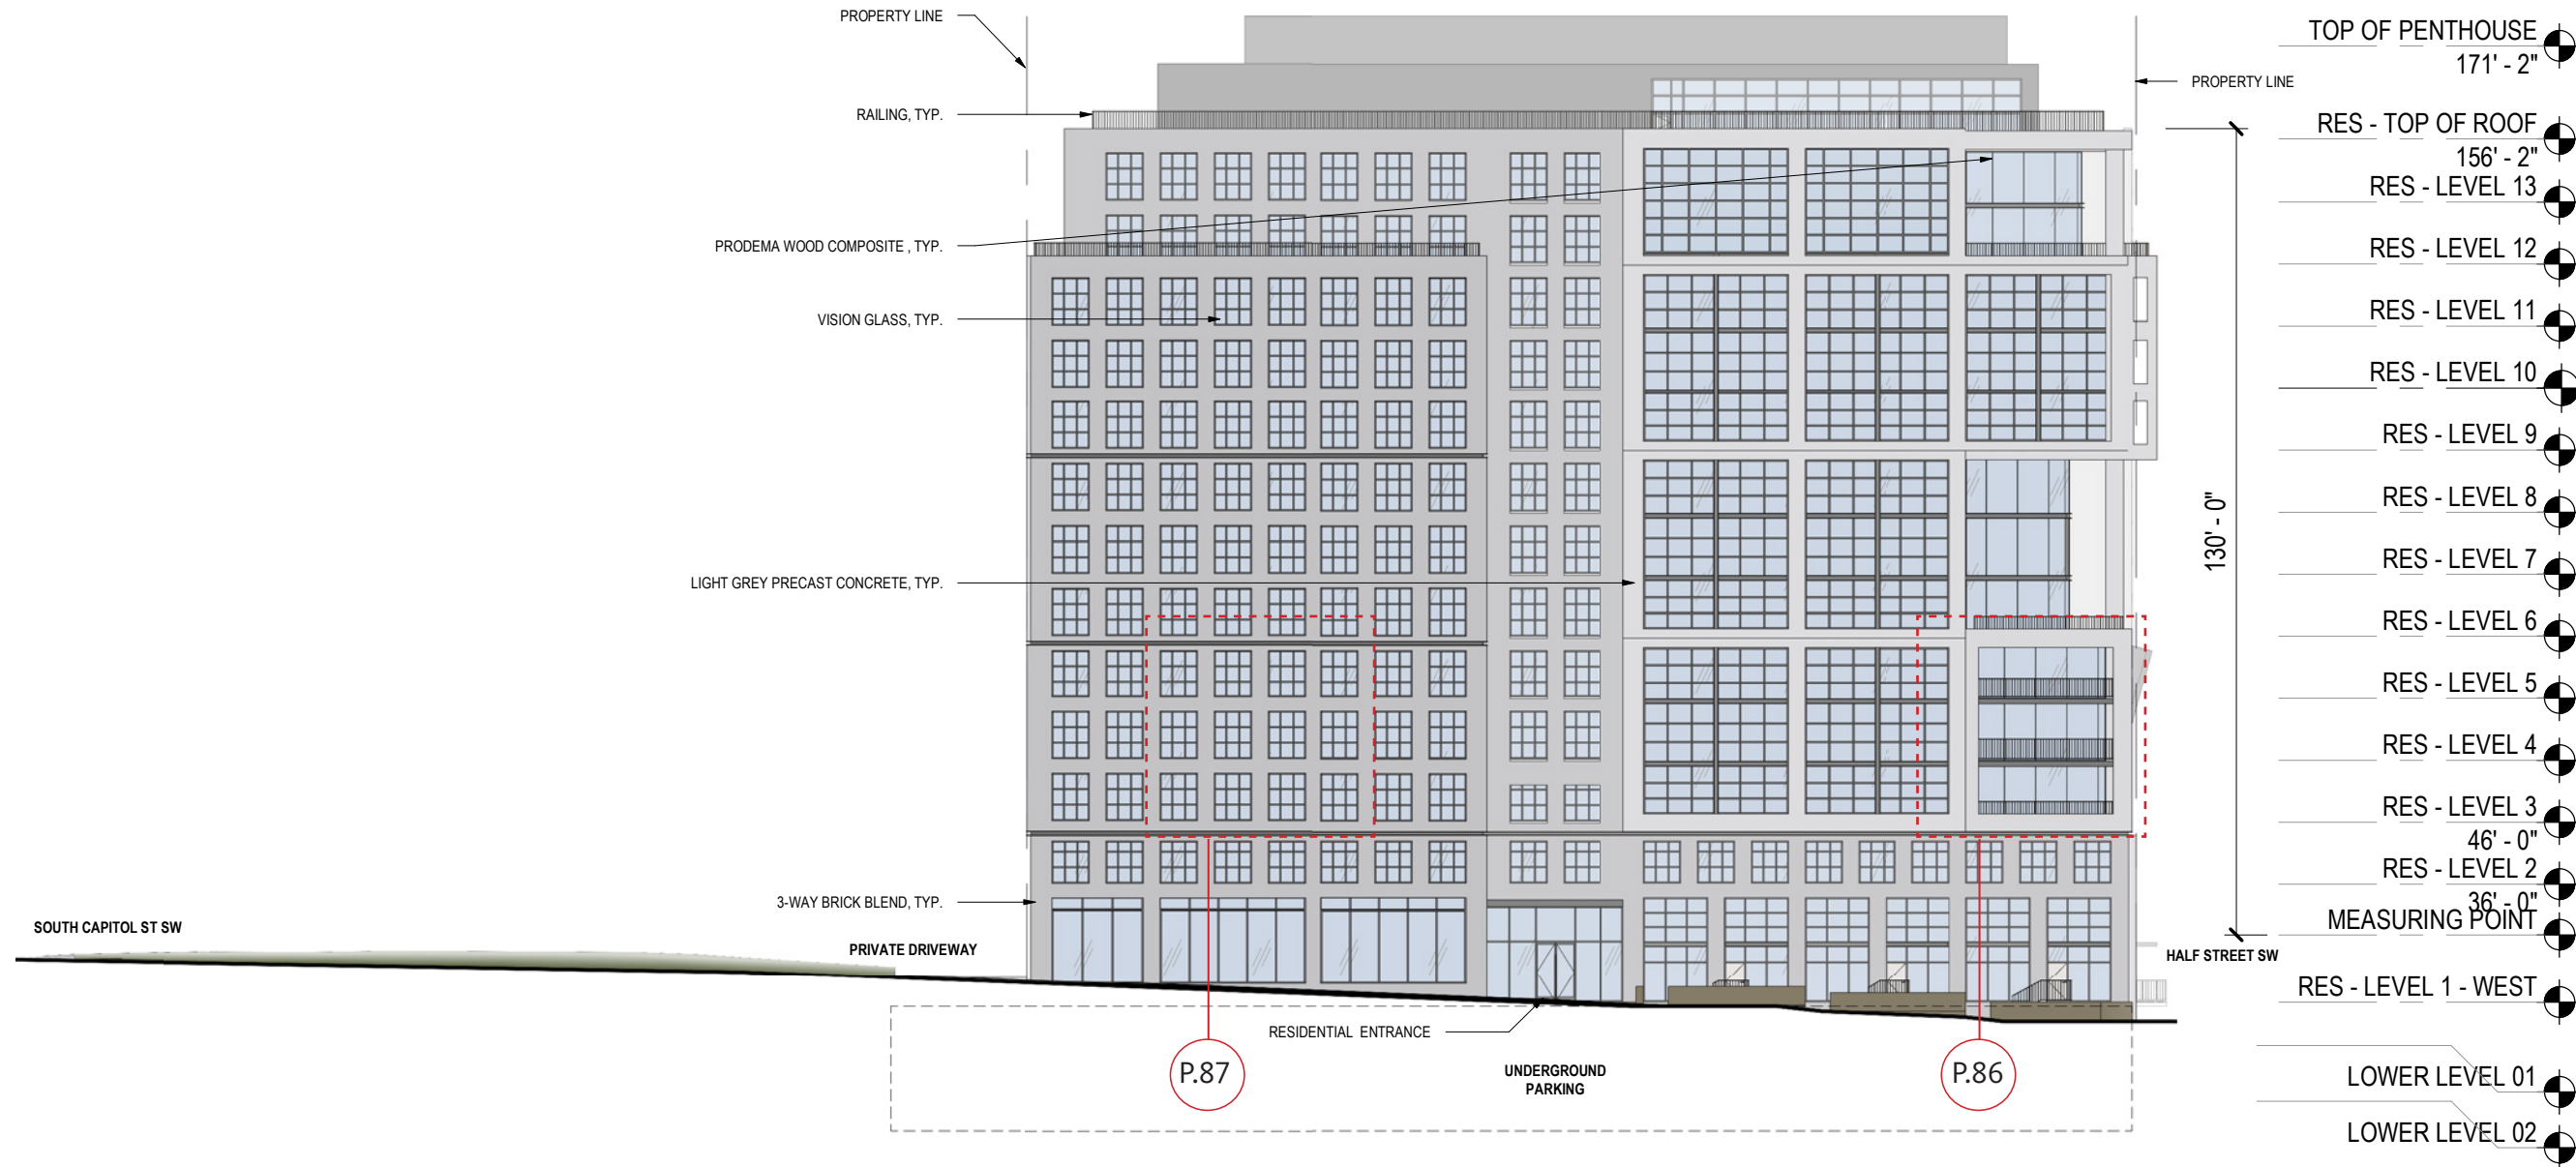 PROPERTY LINE
TOP OF PENTHOUSE
171' - 2"
PROPERTY LINE
RAILING, TYP.
RES - TOP OF ROOF
156' - 2"
RES - LEVEL 13
PRODEMA WOOD COMPOSITE , TYP.
RES - LEVEL 12
VISION GLASS, TYP.
RES - LEVEL 11
RES - LEVEL 10
RES - LEVEL 9
RES - LEVEL 8
130' - 0"
RES - LEVEL 7
LIGHT GREY PRECAST CONCRETE, TYP.
RES - LEVEL 6
RES - LEVEL 5
RES - LEVEL 4
RES - LEVEL 3
46' - 0"
RES - LEVEL 2
36' - 0"
3-WAY BRICK BLEND, TYP.
MEASURING POINT
SOUTH CAPITOL ST SW
PRIVATE DRIVEWAY
HALF STREET SW
RES - LEVEL 1 - WEST
RESIDENTIAL ENTRANCE
P.87
UNDERGROUND
PARKING
P.86
LOWER LEVEL 01
LOWER LEVEL 02